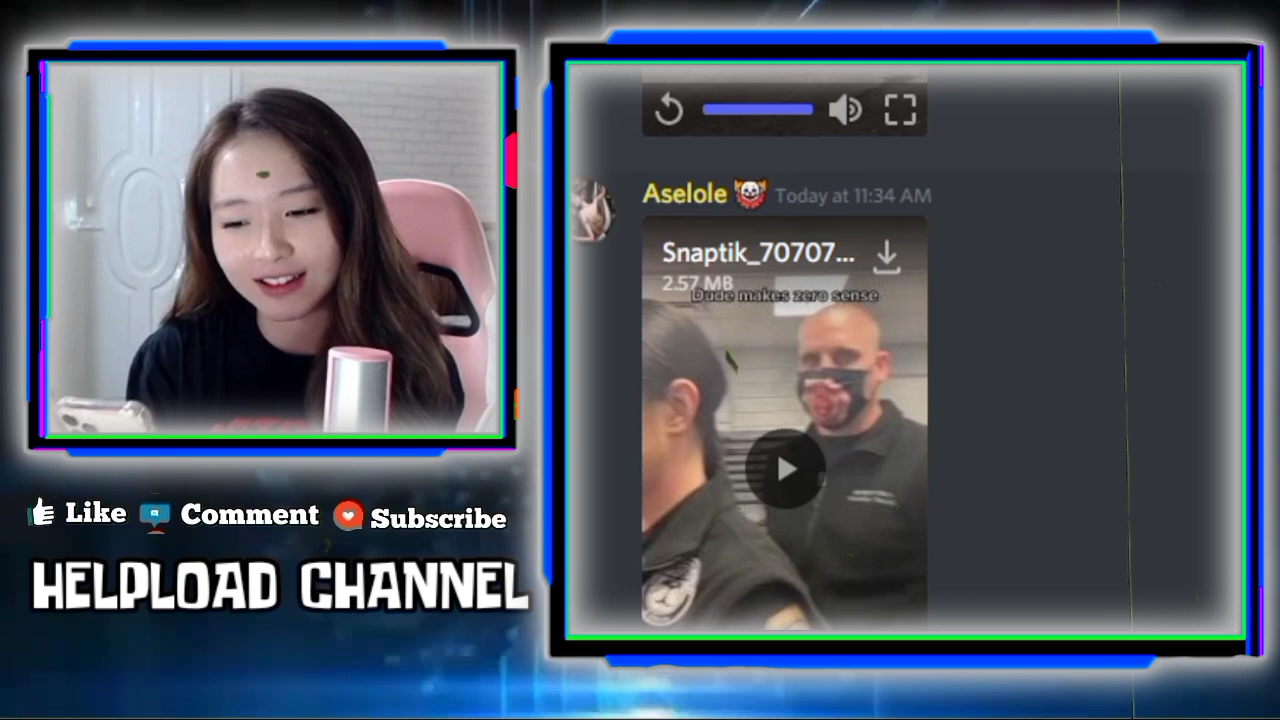 Aselole Today at 11:34 AM
Snaptik_70707...
2.57 MB
Dude makes zero sense
Like Comment Subscribe
HELPLOAD CHANNEL